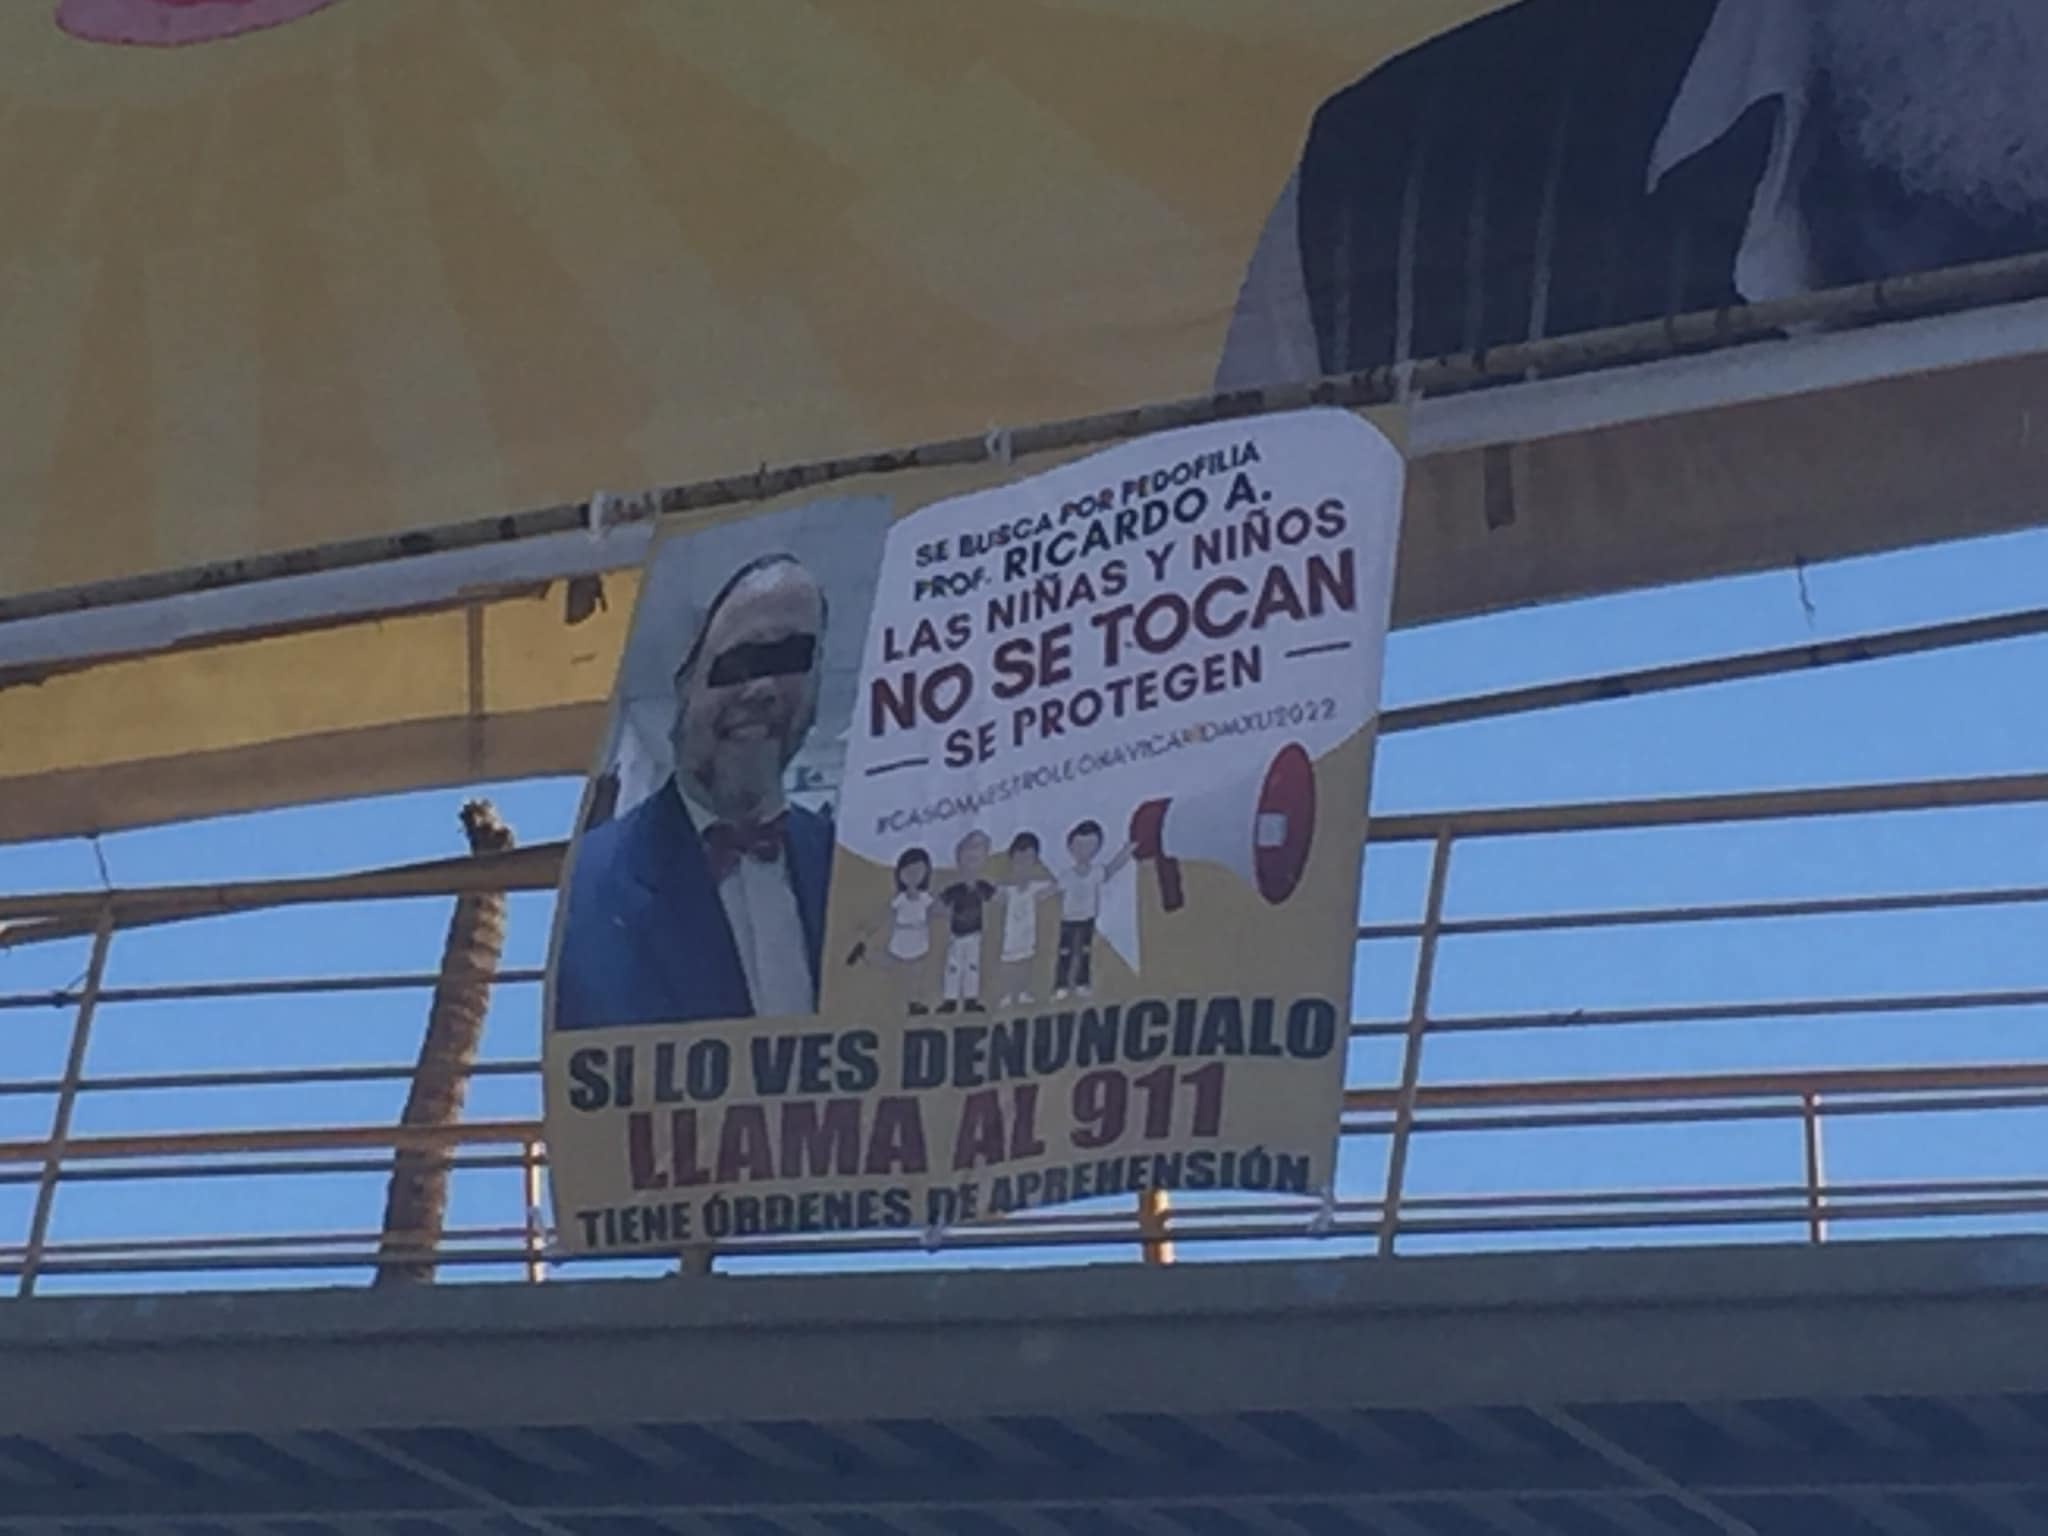 SE BUSCA POR PEDOFILIA
PROF. RICARDO A.
LAS NIÑAS Y NIÑOS
NO SE TOCAN
SE PROTEGEN
SI LO VES DENUNCIALO
LLAMA AL 911
TIENE ÓRDENES DE APREHENSIÓN